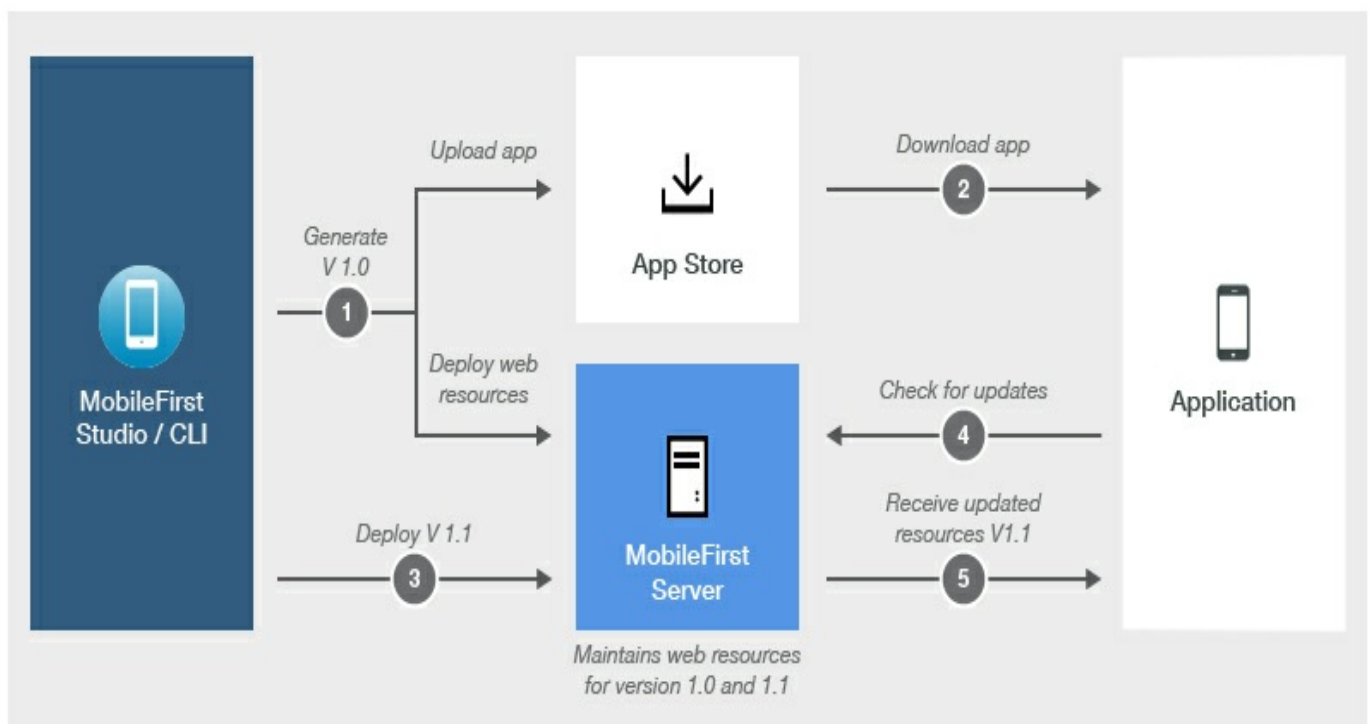 Upload app
Download app
2
Generate
V 1.0
1
App Store
Deploy web
resources
MobileFirst
Studio / CLI
Check for updates
4
Application
Deploy V 1.1
3
MobileFirst
Server
Receive updated
resources V1.1
5
Maintains web resources
for version 1.0 and 1.1